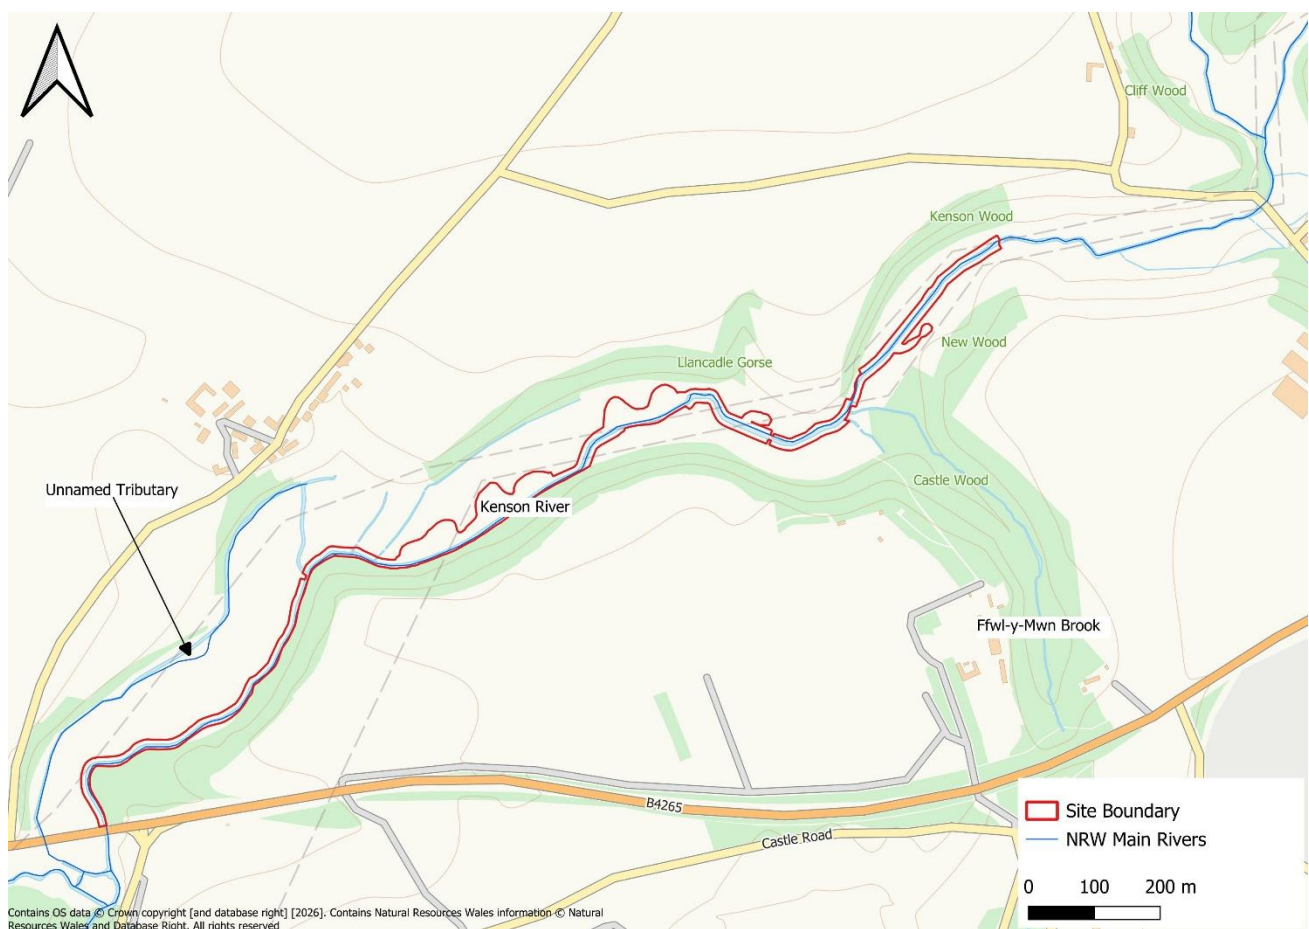 Cliff Wood
Kenson Wood
New Wood
Llancadle Gorse
Castle Wood
Unnamed Tributary
Kenson River
Ffwl-y-Mwn Brook
B4265
Castle Road
Site Boundary
NRW Main Rivers
0 100 200 m
Contains OS data © Crown copyright [and database right] [2026]. Contains Natural Resources Wales information © Natural
Resources Wales and Database Right. All rights reserved